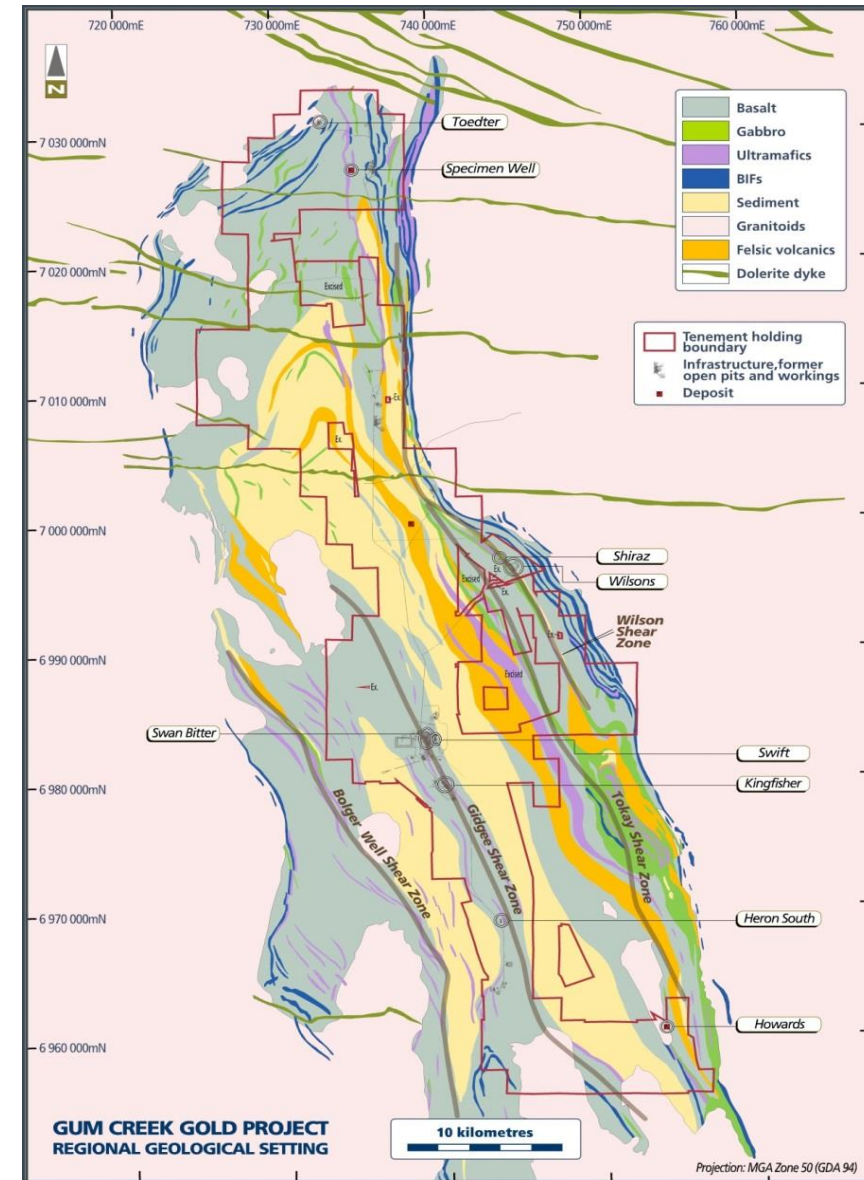 720 000mE
730 000mE
740 000mE
750 000mE
760 000mE
N
7 030 000mN
7 020 000mN
7 010 000mN
7 000 000mN
6 990 000mN
6 980 000mN
6 970 000mN
6 960 000mN
Toedter
Specimen Well
Basalt
Gabbro
Ultramafics
BIFs
Sediment
Granitoids
Felsic volcanics
Dolerite dyke
Tenement holding
boundary
Infrastructure,former
open pits and workings
Deposit
Excised
Ex.
Ex.
Shiraz
Wilsons
Excised
Ex.
Ex.
Wilson
Shear
Zone
Ex.
Excised
Ex.
Swan Bitter
Swift
Kingfisher
Bolger Well Shear Zone
Gidgee Shear Zone
Tokay Shear Zone
Heron South
Howards
GUM CREEK GOLD PROJECT
REGIONAL GEOLOGICAL SETTING
10 kilometres
Projection: MGA Zone 50 (GDA 94)